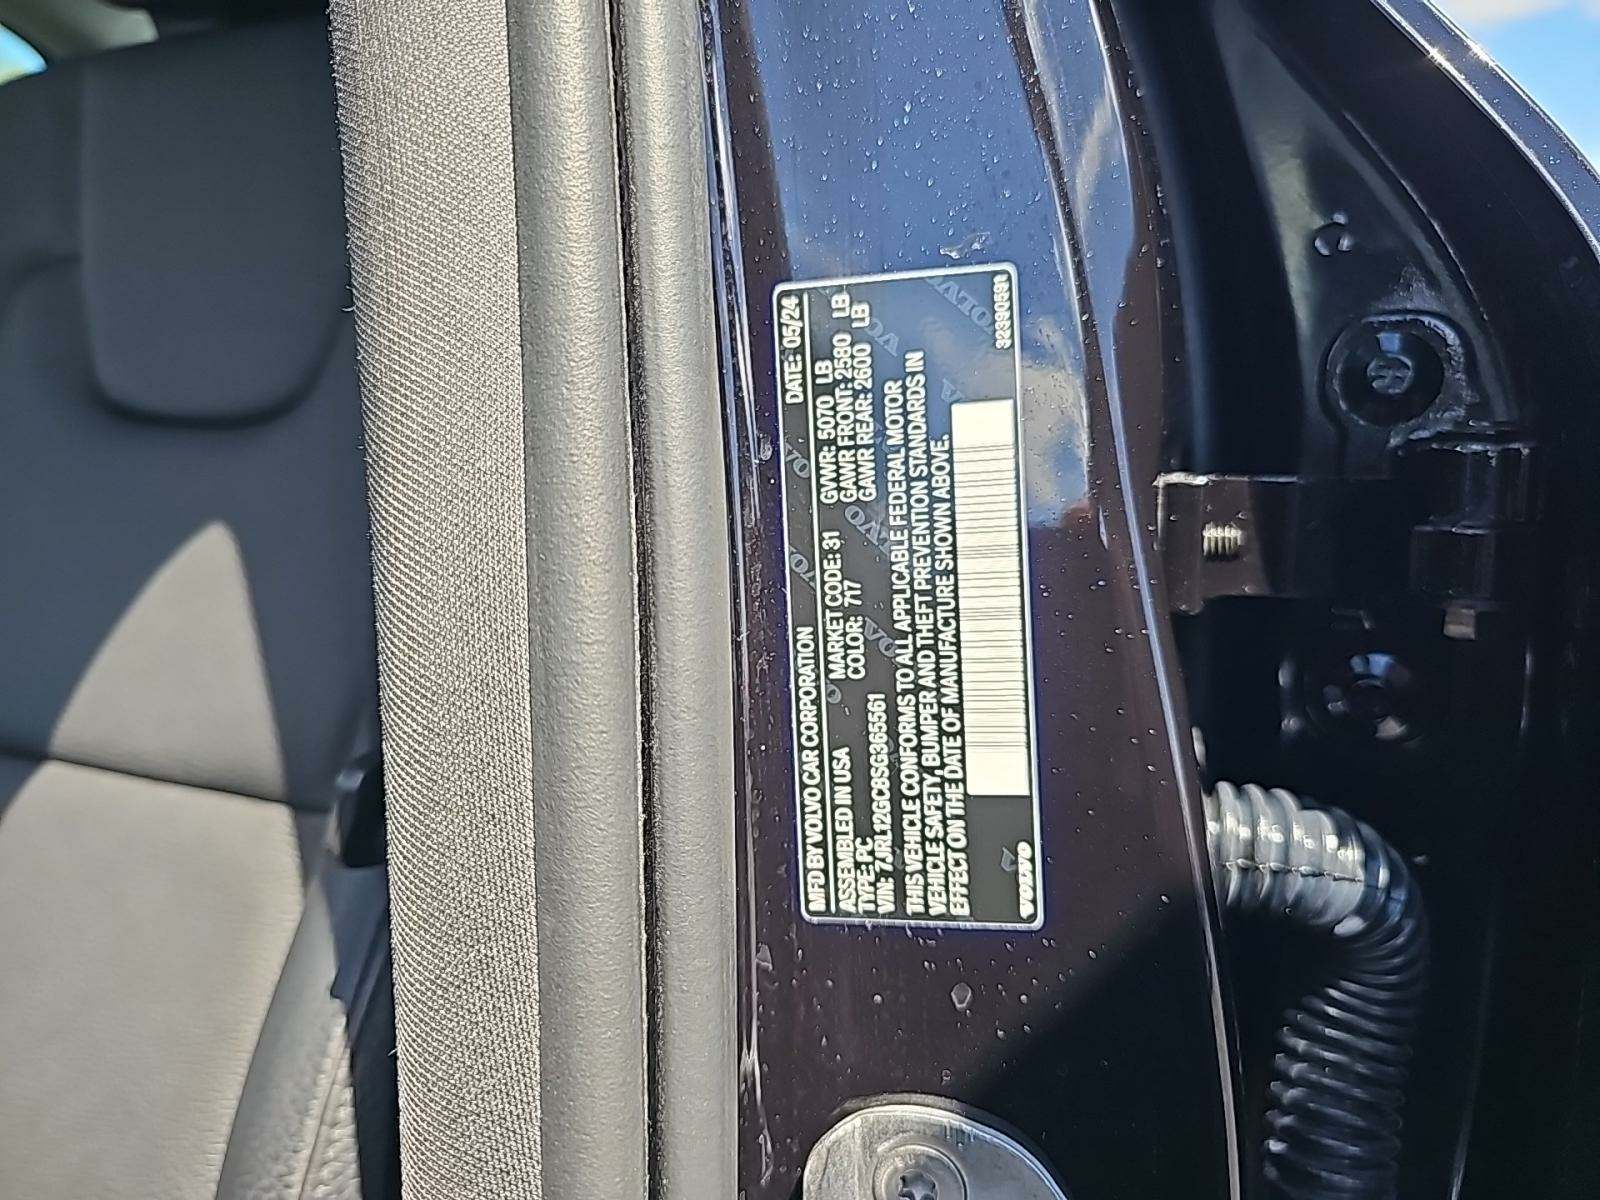 MFD BY VOLVO CAR CORPORATION DATE: 05/24
ASSEMBLED IN USA MARKET CODE: 31 GVWR: 5070 LB
TYPE: PC COLOR: 717 GAWR FRONT: 2580 LB
VIN: 7JRL12GC8SG365561 GAWR REAR: 2600 LB
THIS VEHICLE CONFORMS TO ALL APPLICABLE FEDERAL MOTOR
VEHICLE SAFETY, BUMPER AND THEFT PREVENTION STANDARDS IN
EFFECT ON THE DATE OF MANUFACTURE SHOWN ABOVE.
VOLVO